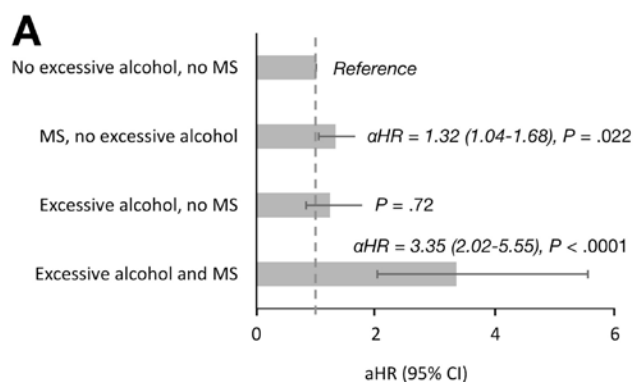 A
No excessive alcohol, no MS
Reference
MS, no excessive alcohol
αHR = 1.32 (1.04-1.68), P = .022
Excessive alcohol, no MS
P = .72
αHR = 3.35 (2.02-5.55), P < .0001
Excessive alcohol and MS
0 2 4 6
aHR (95% CI)